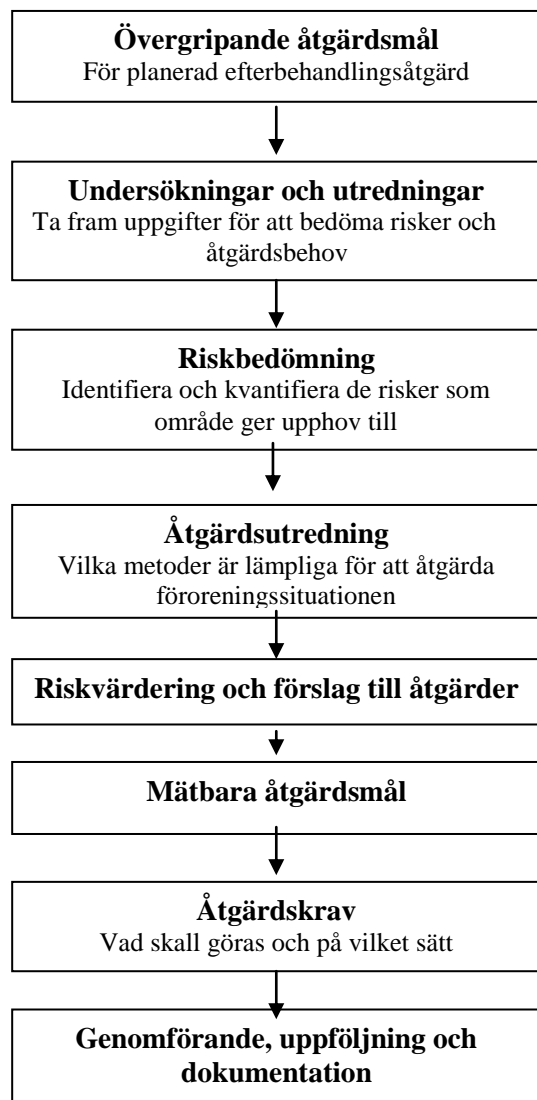 Övergripande åtgärdsmål
För planerad efterbehandlingsåtgärd
Undersökningar och utredningar
Ta fram uppgifter för att bedöma risker och
åtgärdsbehov
Riskbedömning
Identifiera och kvantifiera de risker som
område ger upphov till
Åtgärdsutredning
Vilka metoder är lämpliga för att åtgärda
föroreningssituationen
Riskvärdering och förslag till åtgärder
Mätbara åtgärdsmål
Åtgärdskrav
Vad skall göras och på vilket sätt
Genomförande, uppföljning och
dokumentation